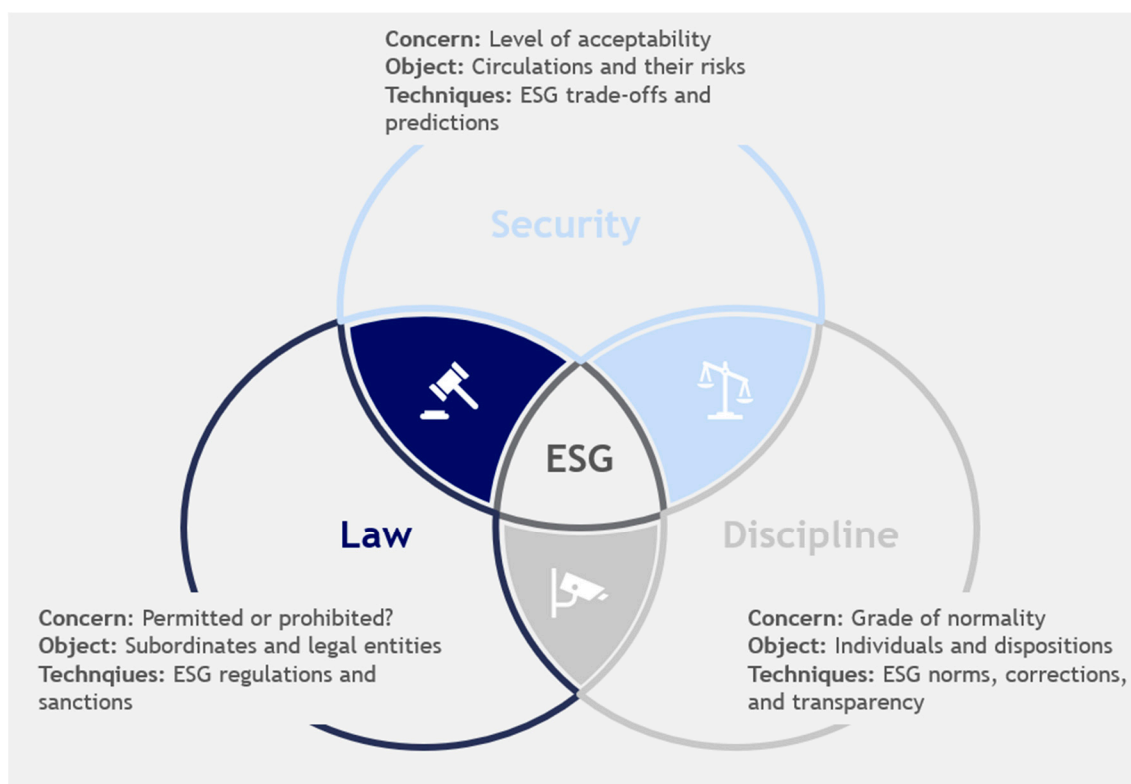 Concern: Level of acceptability
Object: Circulations and their risks
Techniques: ESG trade-offs and
predictions
Security
ESG
Law
Discipline
Concern: Permitted or prohibited?
Object: Subordinates and legal entities
Technqiues: ESG regulations and
sanctions
Concern: Grade of normality
Object: Individuals and dispositions
Techniques: ESG norms, corrections,
and transparency